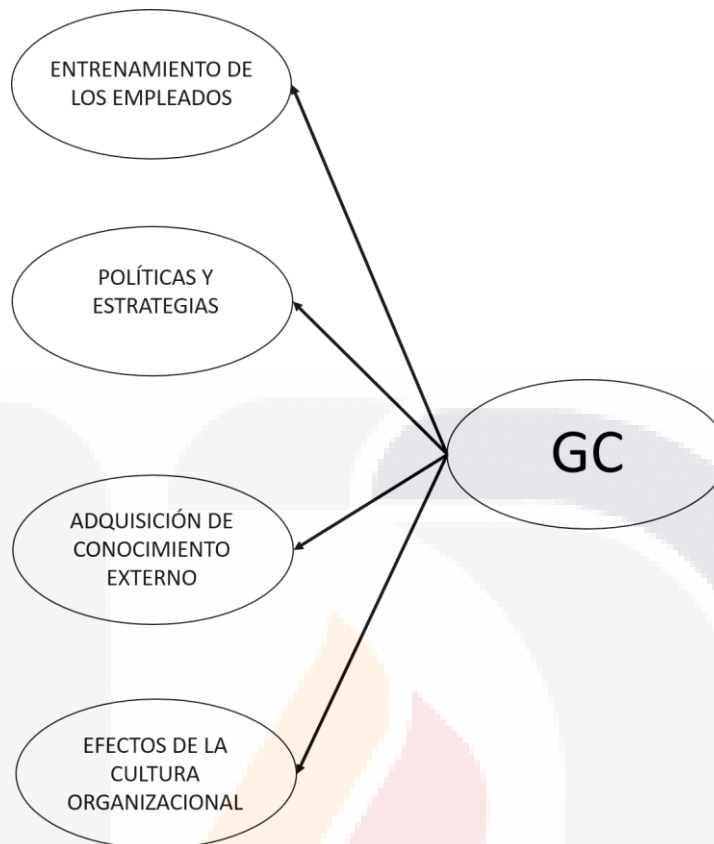 ENTRENAMIENTO DE
LOS EMPLEADOS
POLÍTICAS Y
ESTRATEGIAS
GC
ADQUISICIÓN DE
CONOCIMIENTO
EXTERNO
EFECTOS DE LA
CULTURA
ORGANIZACIONAL